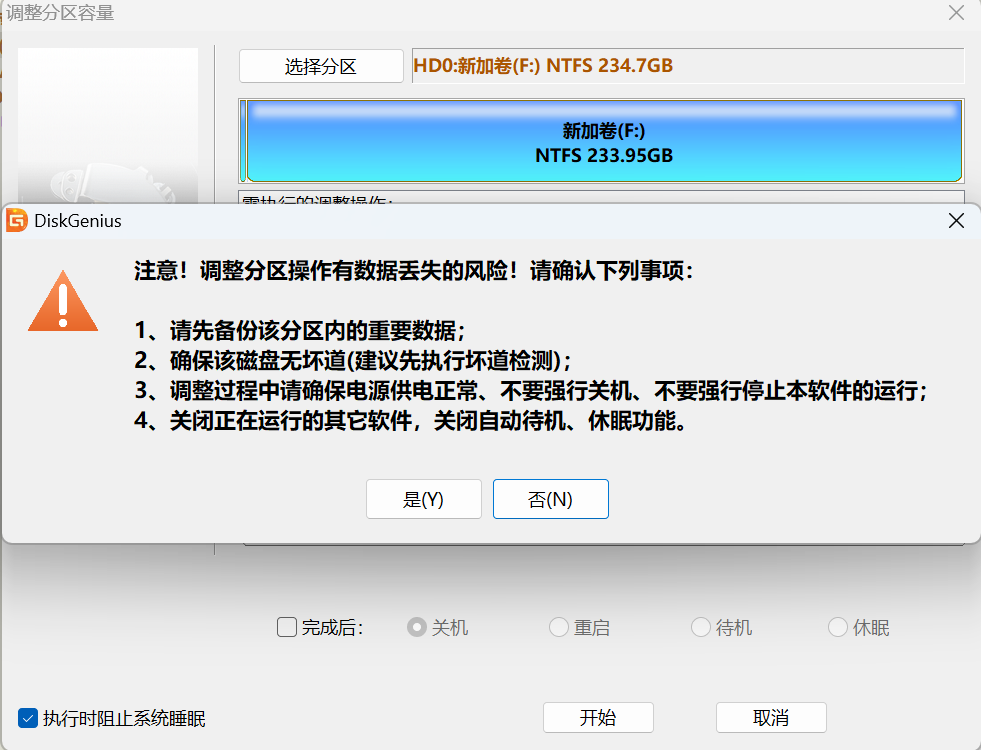 调整分区容量
选择分区
HD0:新加卷(F:) NTFS 234.7GB
新加卷(F:)
NTFS 233.95GB
需执行的调整操作:
DiskGenius
注意！调整分区操作有数据丢失的风险！请确认下列事项：
1、请先备份该分区内的重要数据；
2、确保该磁盘无坏道(建议先执行坏道检测)；
3、调整过程中请确保电源供电正常、不要强行关机、不要强行停止本软件的运行；
4、关闭正在运行的其它软件，关闭自动待机、休眠功能。
是(Y)
否(N)
完成后：
关机
重启
待机
休眠
执行时阻止系统睡眠
开始
取消